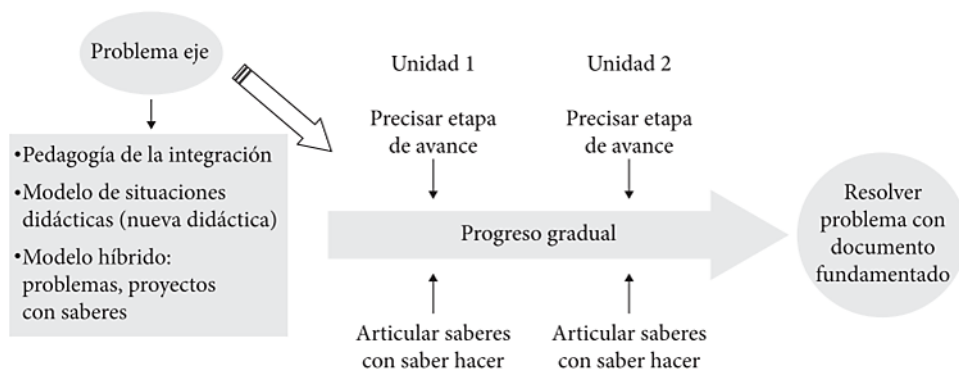 Problema eje
•Pedagogía de la integración
•Modelo de situaciones
didácticas (nueva didáctica)
•Modelo híbrido:
problemas, proyectos
con saberes
Unidad 1
Precisar etapa
de avance
Unidad 2
Precisar etapa
de avance
Progreso gradual
Articular saberes
con saber hacer
Articular saberes
con saber hacer
Resolver
problema con
documento
fundamentado